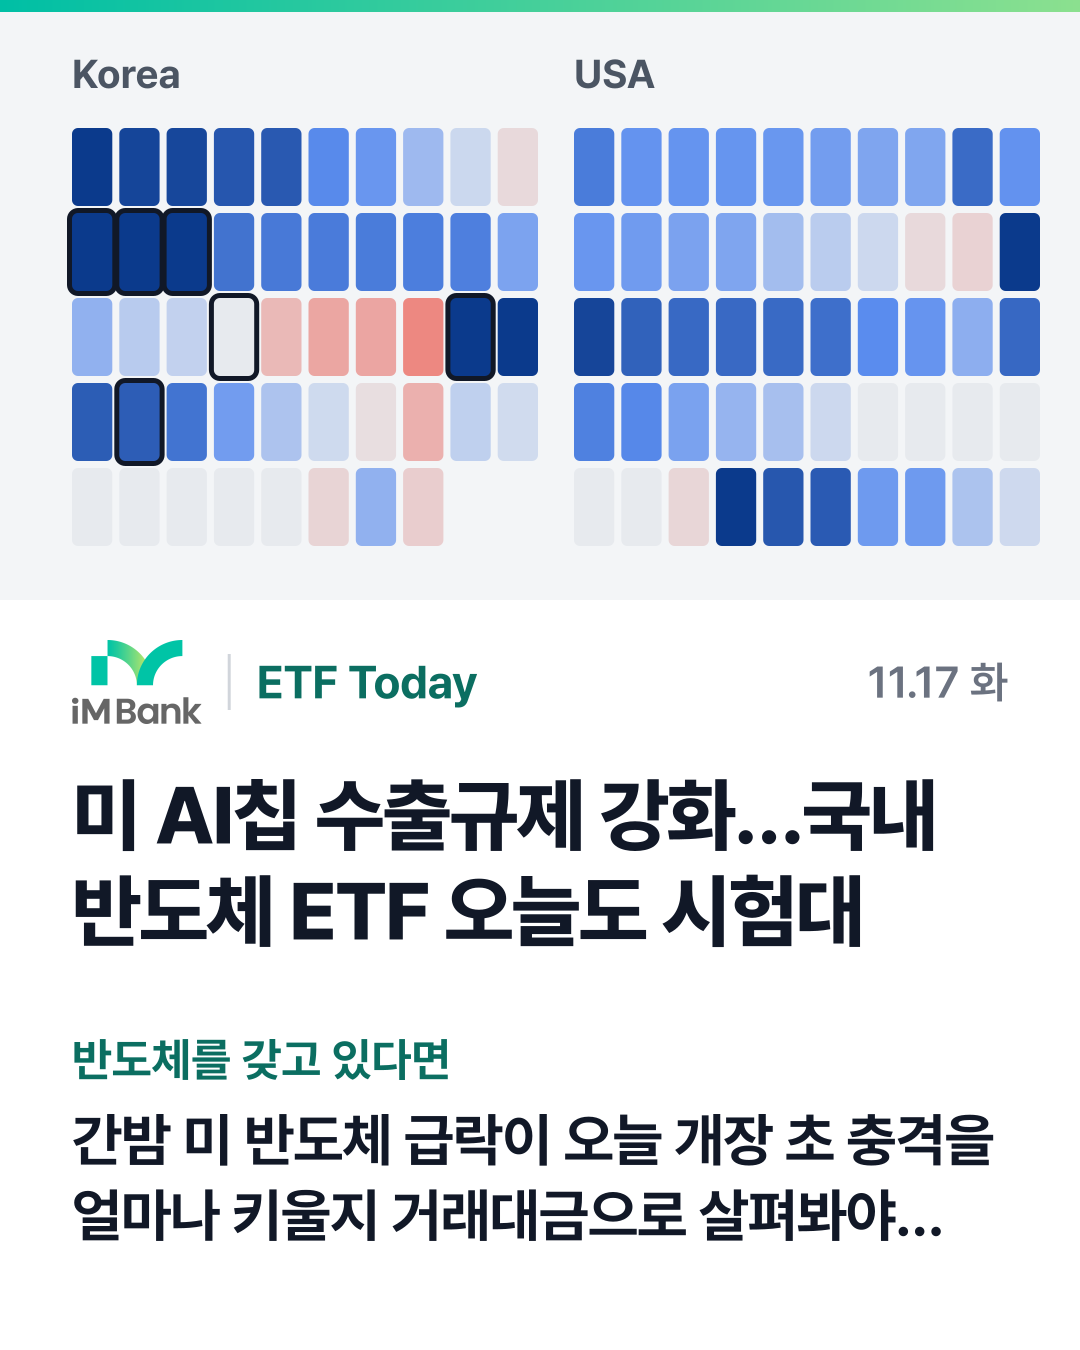 Korea
USA
iM Bank
ETF Today
11.17 화
미 AI칩 수출규제 강화...국내
반도체 ETF 오늘도 시험대
반도체를 갖고 있다면
간밤 미 반도체 급락이 오늘 개장 초 충격을
얼마나 키울지 거래대금으로 살펴봐야...